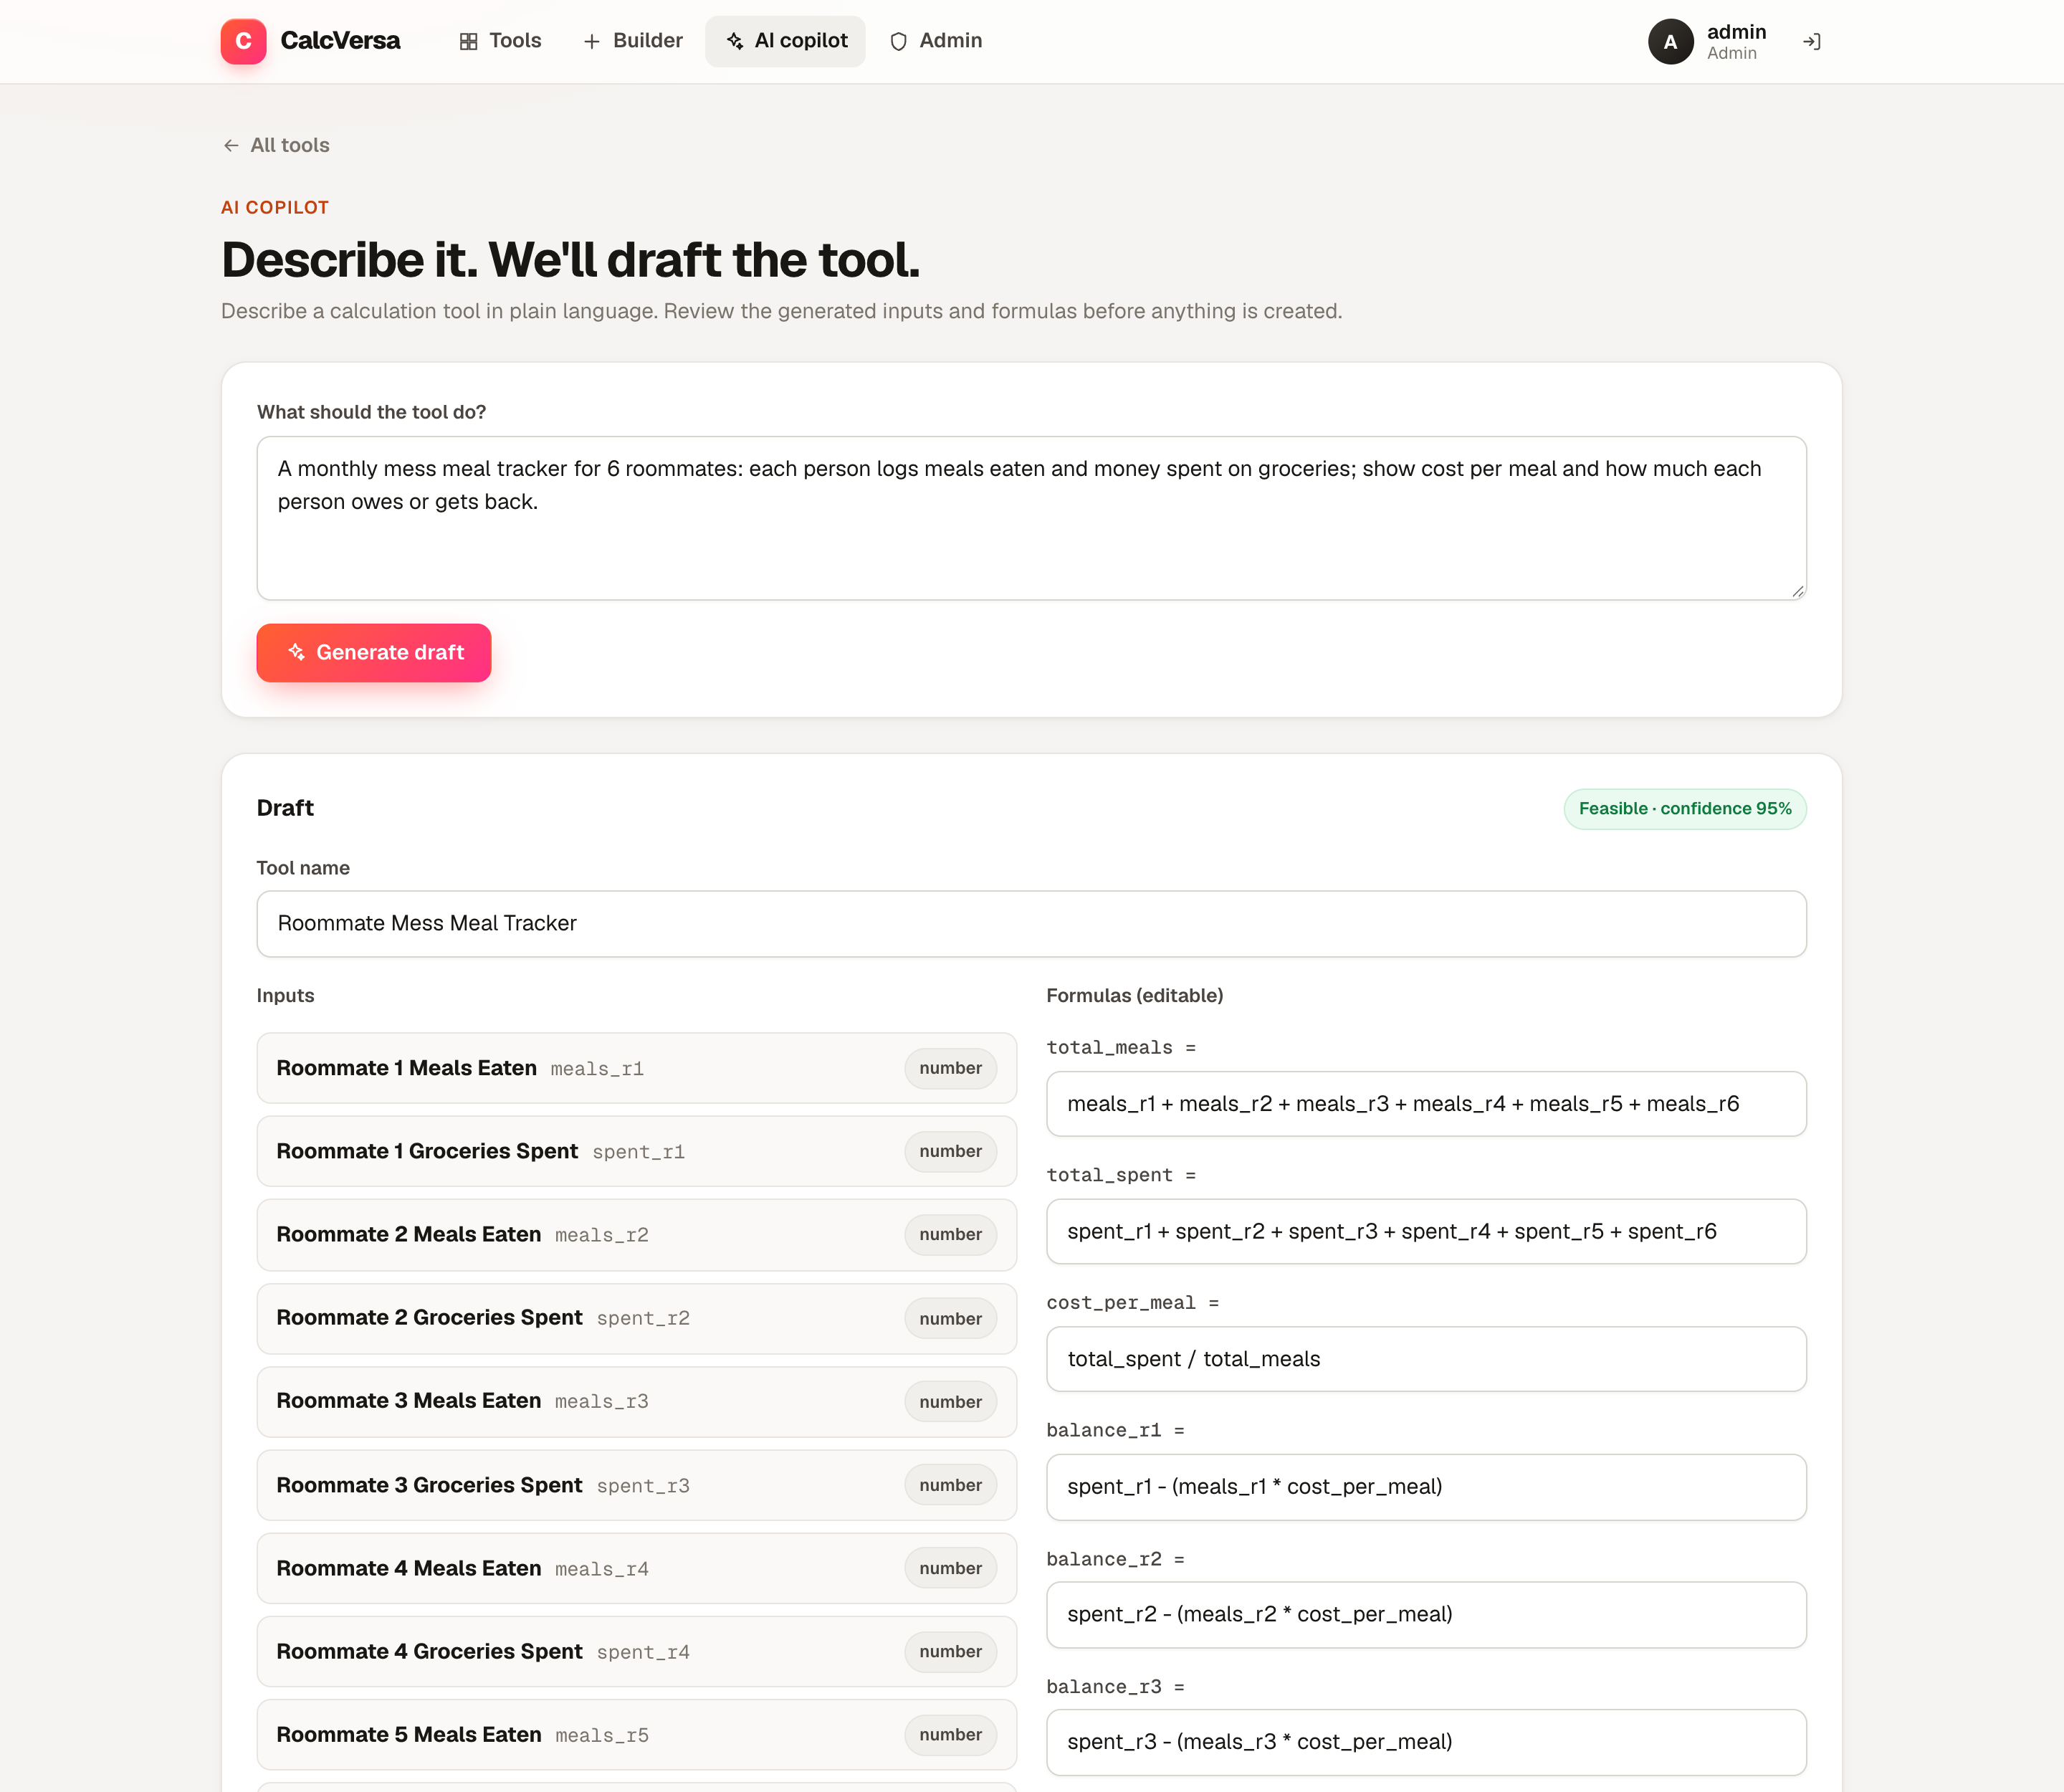 C CalcVersa Tools Builder AI copilot Admin A admin
Admin
All tools
AI COPILOT
Describe it. We'll draft the tool.
Describe a calculation tool in plain language. Review the generated inputs and formulas before anything is created.
What should the tool do?
A monthly mess meal tracker for 6 roommates: each person logs meals eaten and money spent on groceries; show cost per meal and how much each
person owes or gets back.
Generate draft
Draft Feasible · confidence 95%
Tool name
Roommate Mess Meal Tracker
Inputs
Roommate 1 Meals Eaten meals_r1 number
Roommate 1 Groceries Spent spent_r1 number
Roommate 2 Meals Eaten meals_r2 number
Roommate 2 Groceries Spent spent_r2 number
Roommate 3 Meals Eaten meals_r3 number
Roommate 3 Groceries Spent spent_r3 number
Roommate 4 Meals Eaten meals_r4 number
Roommate 4 Groceries Spent spent_r4 number
Roommate 5 Meals Eaten meals_r5 number
Formulas (editable)
total_meals =
meals_r1 + meals_r2 + meals_r3 + meals_r4 + meals_r5 + meals_r6
total_spent =
spent_r1 + spent_r2 + spent_r3 + spent_r4 + spent_r5 + spent_r6
cost_per_meal =
total_spent / total_meals
balance_r1 =
spent_r1 - (meals_r1 * cost_per_meal)
balance_r2 =
spent_r2 - (meals_r2 * cost_per_meal)
balance_r3 =
spent_r3 - (meals_r3 * cost_per_meal)